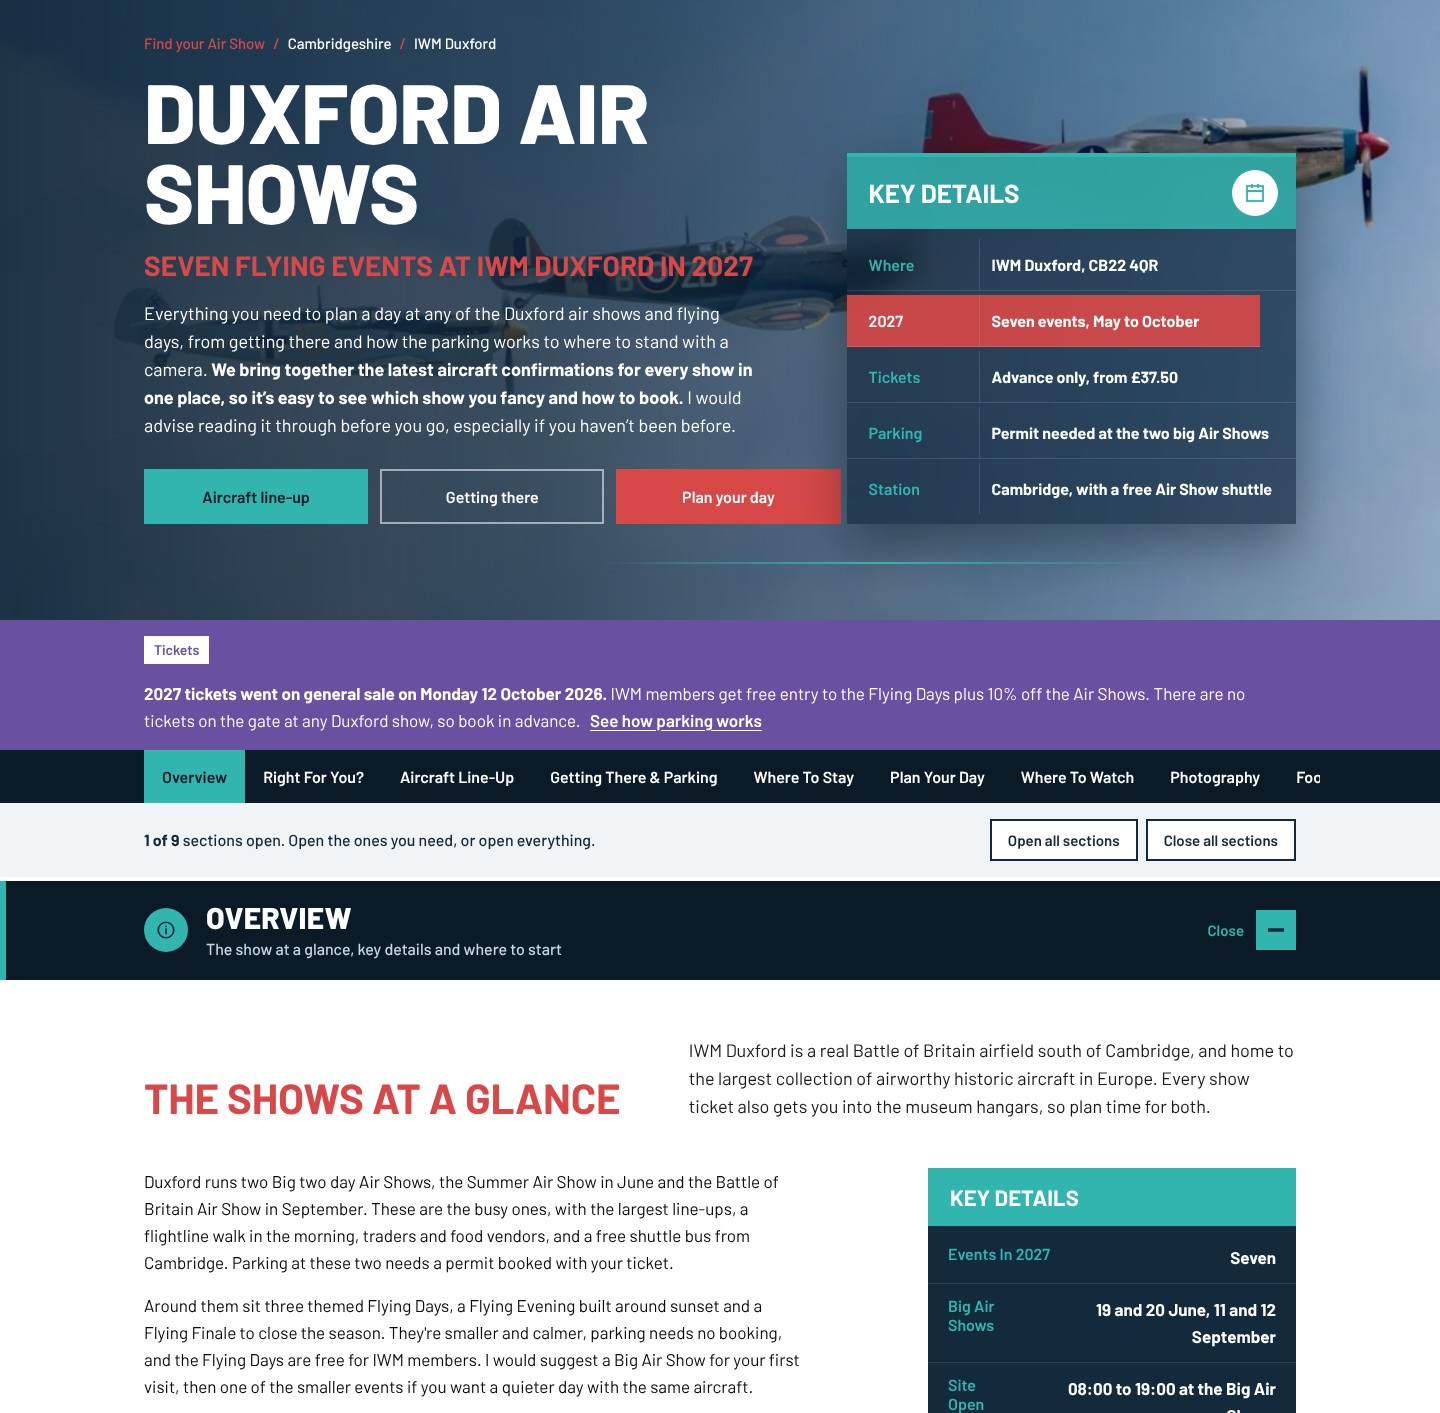 Find your Air Show / Cambridgeshire / IWM Duxford
DUXFORD AIR
SHOWS
SEVEN FLYING EVENTS AT IWM DUXFORD IN 2027
Everything you need to plan a day at any of the Duxford air shows and flying
days, from getting there and how the parking works to where to stand with a
camera. We bring together the latest aircraft confirmations for every show in
one place, so it’s easy to see which show you fancy and how to book. I would
advise reading it through before you go, especially if you haven’t been before.
Aircraft line-up
Getting there
Plan your day
KEY DETAILS
Where IWM Duxford, CB22 4QR
2027 Seven events, May to October
Tickets Advance only, from £37.50
Parking Permit needed at the two big Air Shows
Station Cambridge, with a free Air Show shuttle
Tickets
2027 tickets went on general sale on Monday 12 October 2026. IWM members get free entry to the Flying Days plus 10% off the Air Shows. There are no
tickets on the gate at any Duxford show, so book in advance. See how parking works
Overview Right For You? Aircraft Line-Up Getting There & Parking Where To Stay Plan Your Day Where To Watch Photography
1 of 9 sections open. Open the ones you need, or open everything.
Open all sections
Close all sections
OVERVIEW
The show at a glance, key details and where to start
Close
THE SHOWS AT A GLANCE
IWM Duxford is a real Battle of Britain airfield south of Cambridge, and home to
the largest collection of airworthy historic aircraft in Europe. Every show
ticket also gets you into the museum hangars, so plan time for both.
Duxford runs two Big two day Air Shows, the Summer Air Show in June and the Battle of
Britain Air Show in September. These are the busy ones, with the largest line-ups, a
flightline walk in the morning, traders and food vendors, and a free shuttle bus from
Cambridge. Parking at these two needs a permit booked with your ticket.
Around them sit three themed Flying Days, a Flying Evening built around sunset and a
Flying Finale to close the season. They're smaller and calmer, parking needs no booking,
and the Flying Days are free for IWM members. I would suggest a Big Air Show for your first
visit, then one of the smaller events if you want a quieter day with the same aircraft.
KEY DETAILS
Events In 2027 Seven
Big Air
Shows
19 and 20 June, 11 and 12
September
Site
Open
08:00 to 19:00 at the Big Air